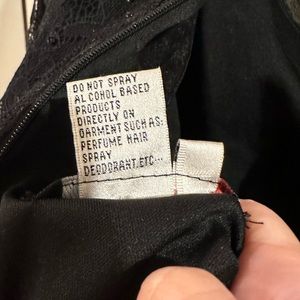 DO NOT SPRAY
ALCOHOL BASED
PRODUCTS
DIRECTLY ON
GARMENT SUCH AS:
PERFUME HAIR
SPRAY
DEODORANT.ETC...